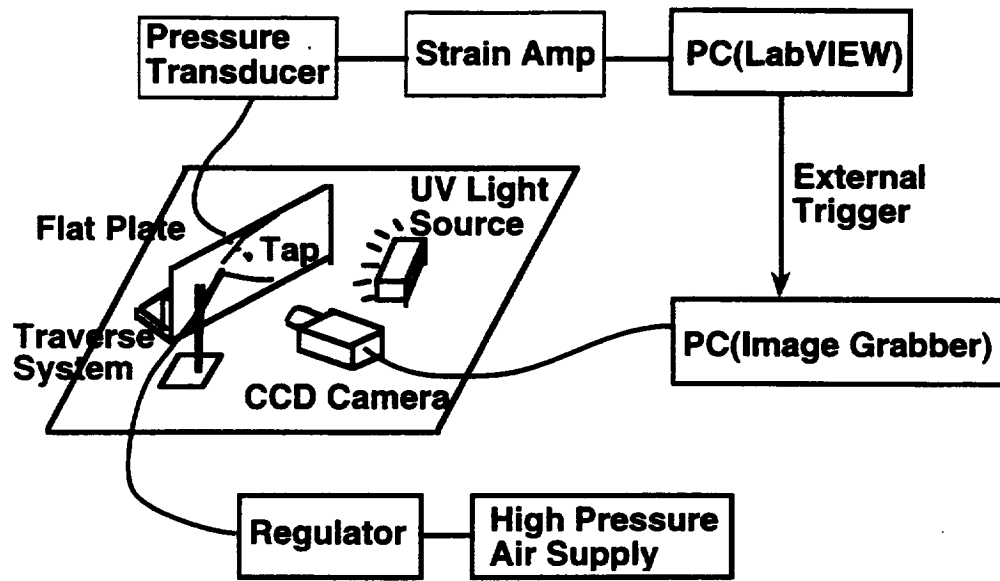 Pressure
Transducer
Strain Amp
PC(LabVIEW)
External
Trigger
UV Light
Source
Flat Plate
Tap
Traverse
System
CCD Camera
PC(Image Grabber)
Regulator
High Pressure
Air Supply